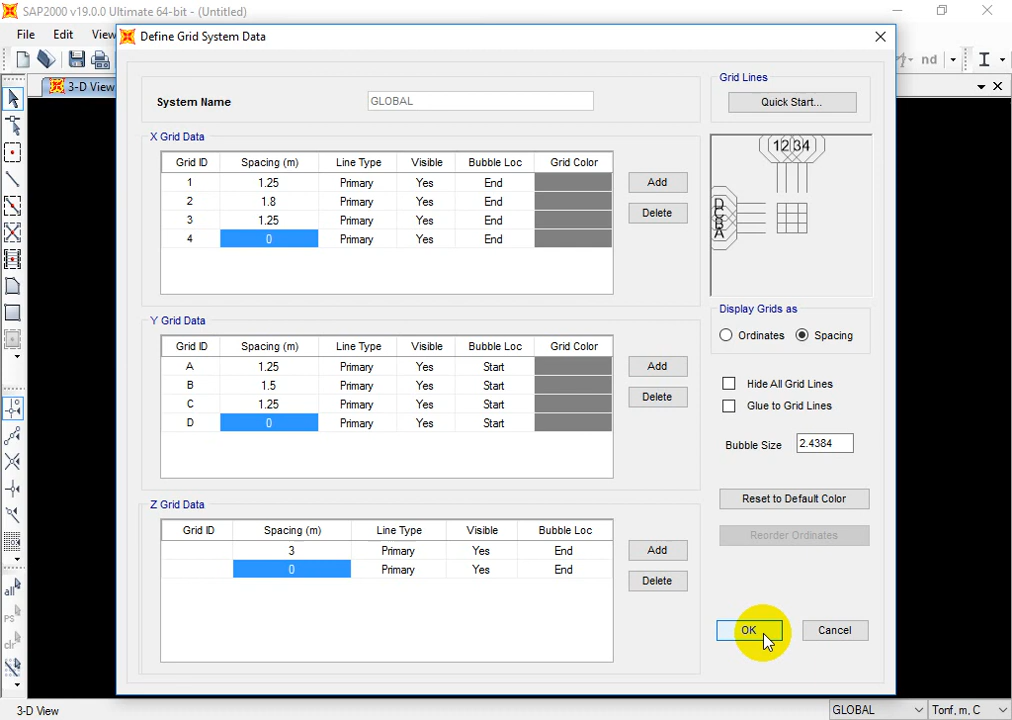 SAP2000 v19.0.0 Ultimate 64-bit - (Untitled)
File Edit View
Define Grid System Data
nd
3-D View
System Name GLOBAL
Grid Lines
Quick Start...
X Grid Data
Grid ID Spacing (m) Line Type Visible Bubble Loc Grid Color
1 1.25 Primary Yes End
2 1.8 Primary Yes End
3 1.25 Primary Yes End
4 0 Primary Yes End
Add
Delete
1 2 3 4
D
C
B
A
Y Grid Data
Grid ID Spacing (m) Line Type Visible Bubble Loc Grid Color
A 1.25 Primary Yes Start
B 1.5 Primary Yes Start
C 1.25 Primary Yes Start
D 0 Primary Yes Start
Add
Delete
Display Grids as
Ordinates Spacing
Hide All Grid Lines
Glue to Grid Lines
Bubble Size 2.4384
Reset to Default Color
Reorder Ordinates
Z Grid Data
Grid ID Spacing (m) Line Type Visible Bubble Loc
3 Primary Yes End
0 Primary Yes End
Add
Delete
OK Cancel
all
ps
clr
3-D View
GLOBAL Tonf, m, C